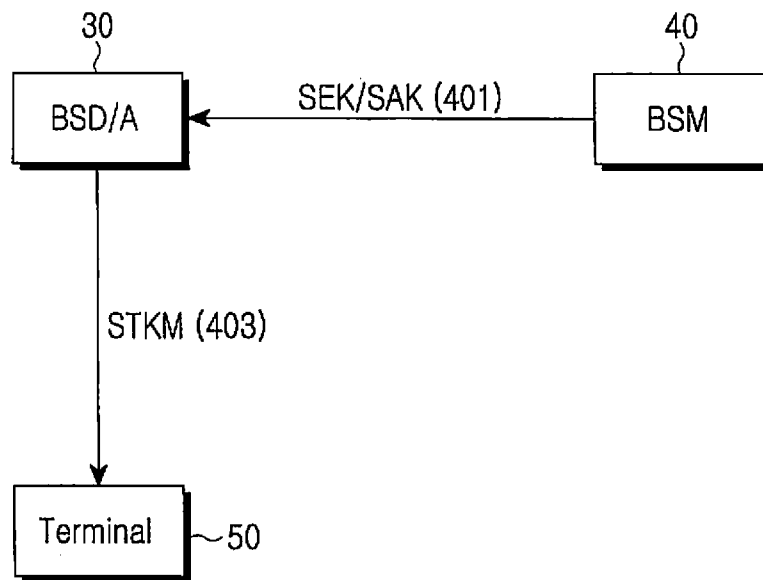 30
40
BSD/A
SEK/SAK (401)
BSM
STKM (403)
Terminal
50